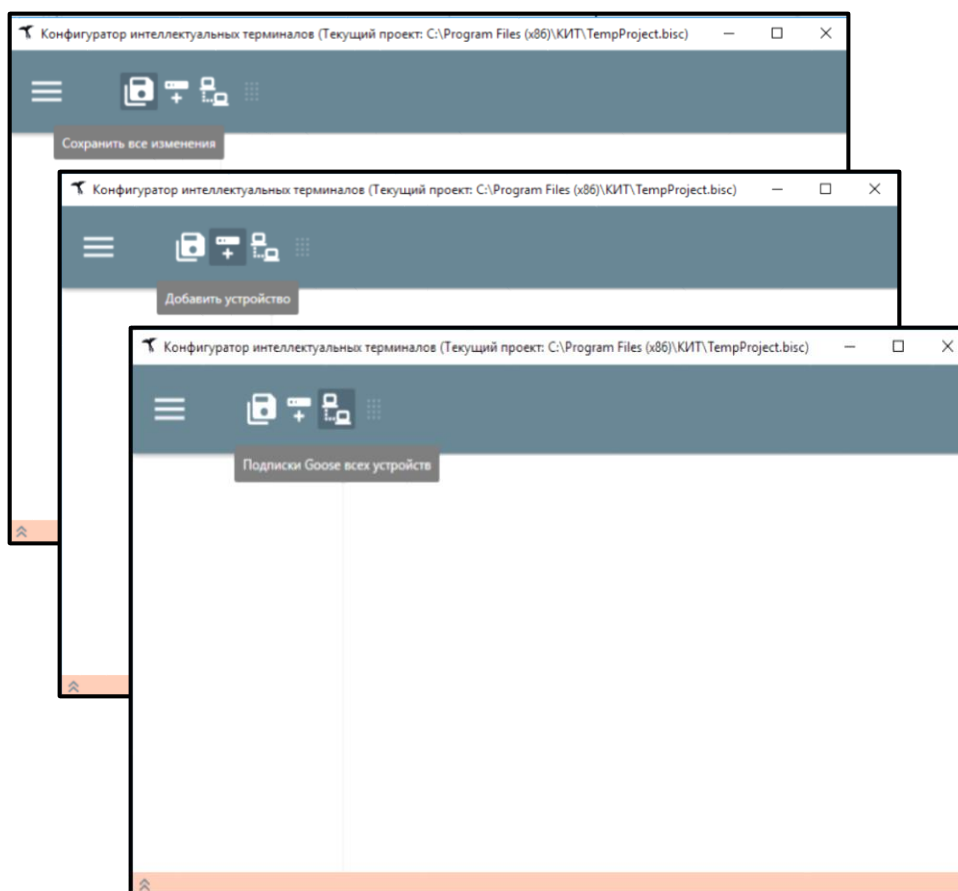 Конфигуратор интеллектуальных терминалов (Текущий проект: C:\Program Files (x86)\КИТ\TempProject.bisc)
Сохранить все изменения
Конфигуратор интеллектуальных терминалов (Текущий проект: C:\Program Files (x86)\КИТ\TempProject.bisc)
Добавить устройство
Конфигуратор интеллектуальных терминалов (Текущий проект: C:\Program Files (x86)\КИТ\TempProject.bisc)
Подписки Goose всех устройств